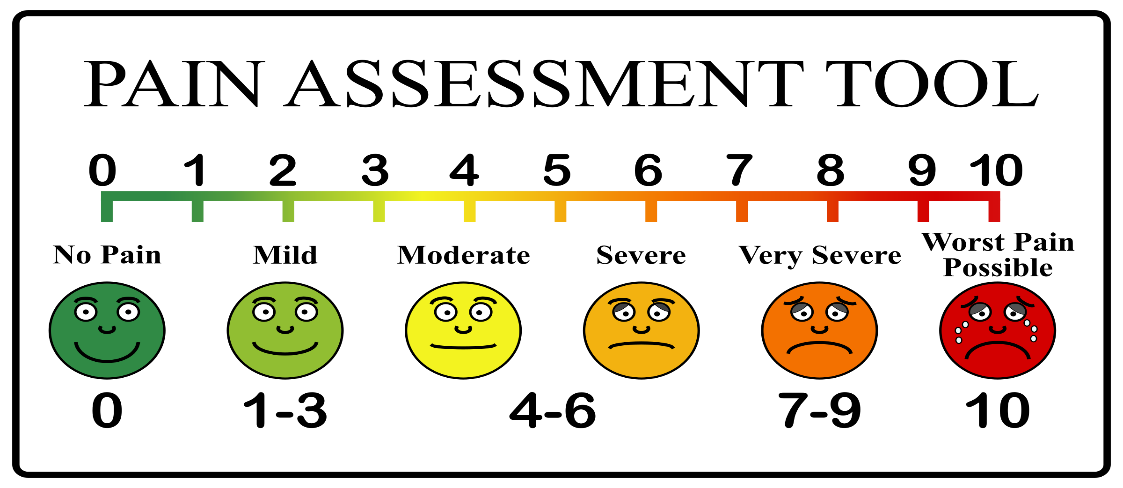 PAIN ASSESSMENT TOOL
0 1 2 3 4 5 6 7 8 9 10
No Pain Mild Moderate Severe Very Severe Worst Pain Possible
0 1-3 4-6 7-9 10